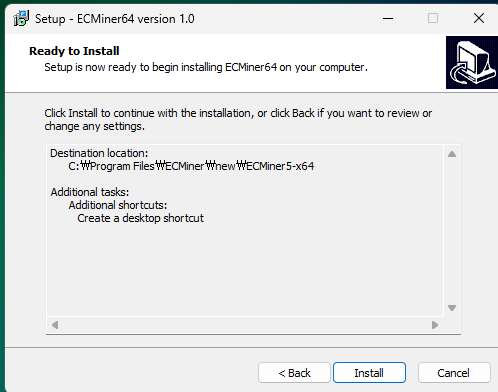 Setup - ECMiner64 version 1.0
Ready to Install
Setup is now ready to begin installing ECMiner64 on your computer.
Click Install to continue with the installation, or click Back if you want to review or
change any settings.
Destination location:
C:₩Program Files₩ECMiner₩new₩ECMiner5-x64
Additional tasks:
Additional shortcuts:
Create a desktop shortcut
< Back
Install
Cancel